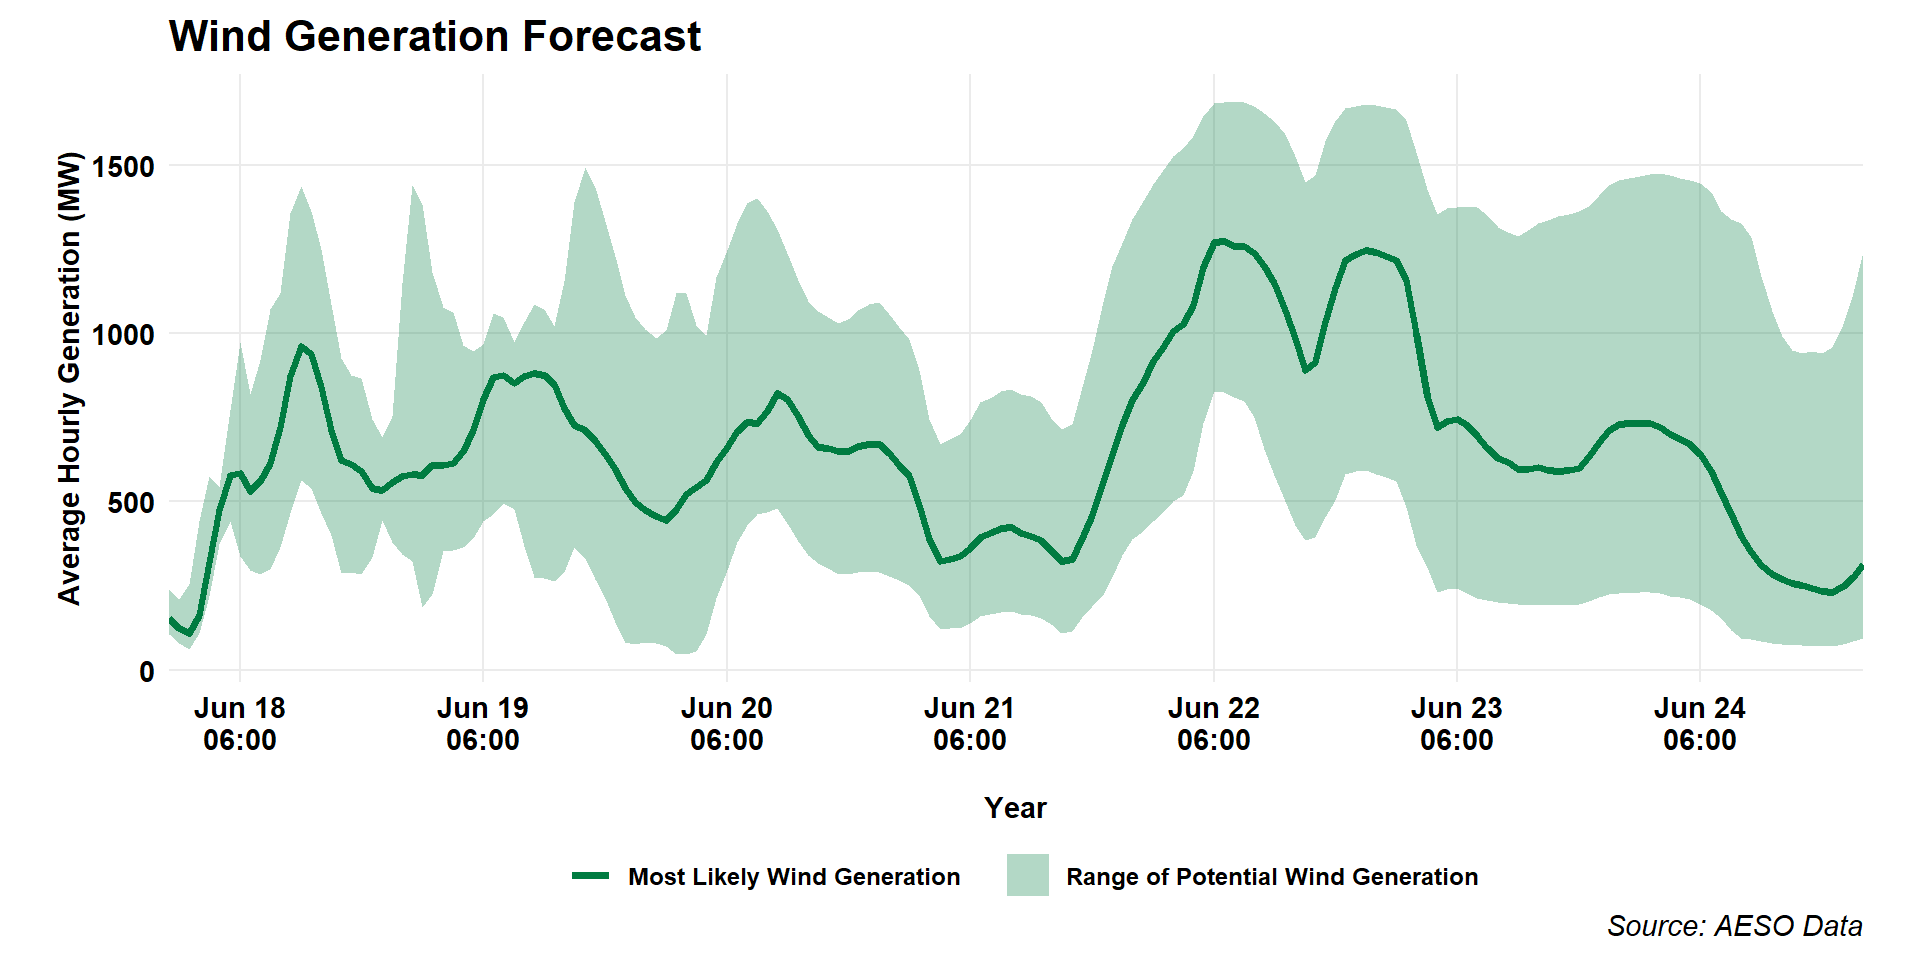 Wind Generation Forecast
Average Hourly Generation (MW)
1500
1000
500
0
Jun 18 Jun 19 Jun 20 Jun 21 Jun 22 Jun 23 Jun 24
06:00 06:00 06:00 06:00 06:00 06:00 06:00
Year
Most Likely Wind Generation Range of Potential Wind Generation
Source: AESO Data